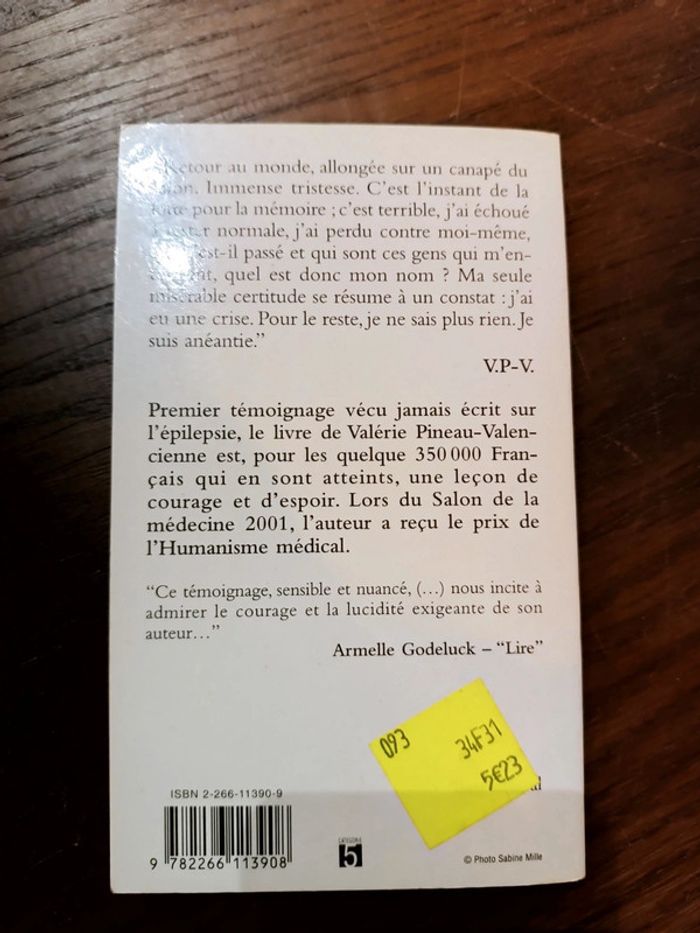 Retour au monde, allongée sur un canapé du
salon. Immense tristesse. C'est l'instant de la
pour la mémoire ; c'est terrible, j'ai échoué
à rester normale, j'ai perdu contre moi-même,
s'est-il passé et qui sont ces gens qui m'en-
quel est donc mon nom ? Ma seule
misérable certitude se résume à un constat : j'ai
eu une crise. Pour le reste, je ne sais plus rien. Je
suis anéantie."
V.P-V.
Premier témoignage vécu jamais écrit sur
l'épilepsie, le livre de Valérie Pineau-Valen-
cienne est, pour les quelque 350 000 Fran-
çais qui en sont atteints, une leçon de
courage et d'espoir. Lors du Salon de la
médecine 2001, l'auteur a reçu le prix de
l'Humanisme médical.
"Ce témoignage, sensible et nuancé, (...) nous incite à
admirer le courage et la lucidité exigeante de son
auteur..."
Armelle Godeluck – "Lire"
093
34F31
5€23
ISBN 2-266-11390-9
9 782266 113908
CATÉGORIE
5
© Photo Sabine Mille